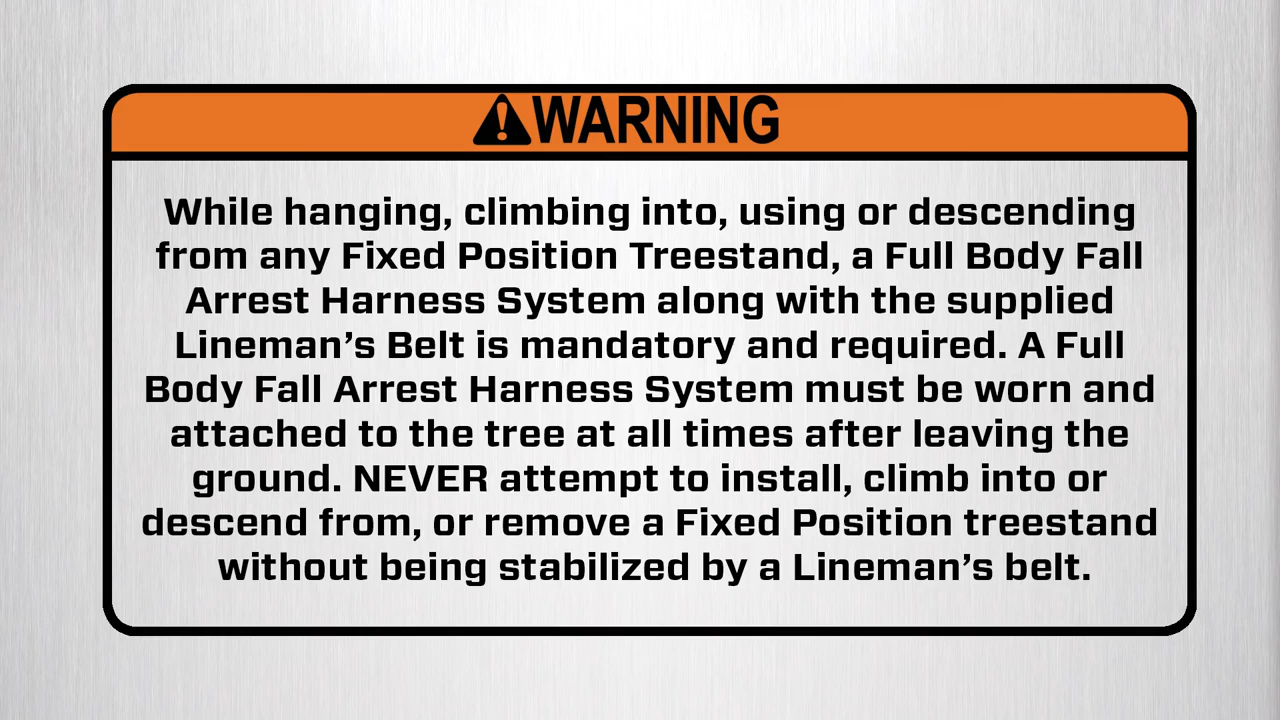 WARNING
While hanging, climbing into, using or descending
from any Fixed Position Treestand, a Full Body Fall
Arrest Harness System along with the supplied
Lineman’s Belt is mandatory and required. A Full
Body Fall Arrest Harness System must be worn and
attached to the tree at all times after leaving the
ground. NEVER attempt to install, climb into or
descend from, or remove a Fixed Position treestand
without being stabilized by a Lineman’s belt.